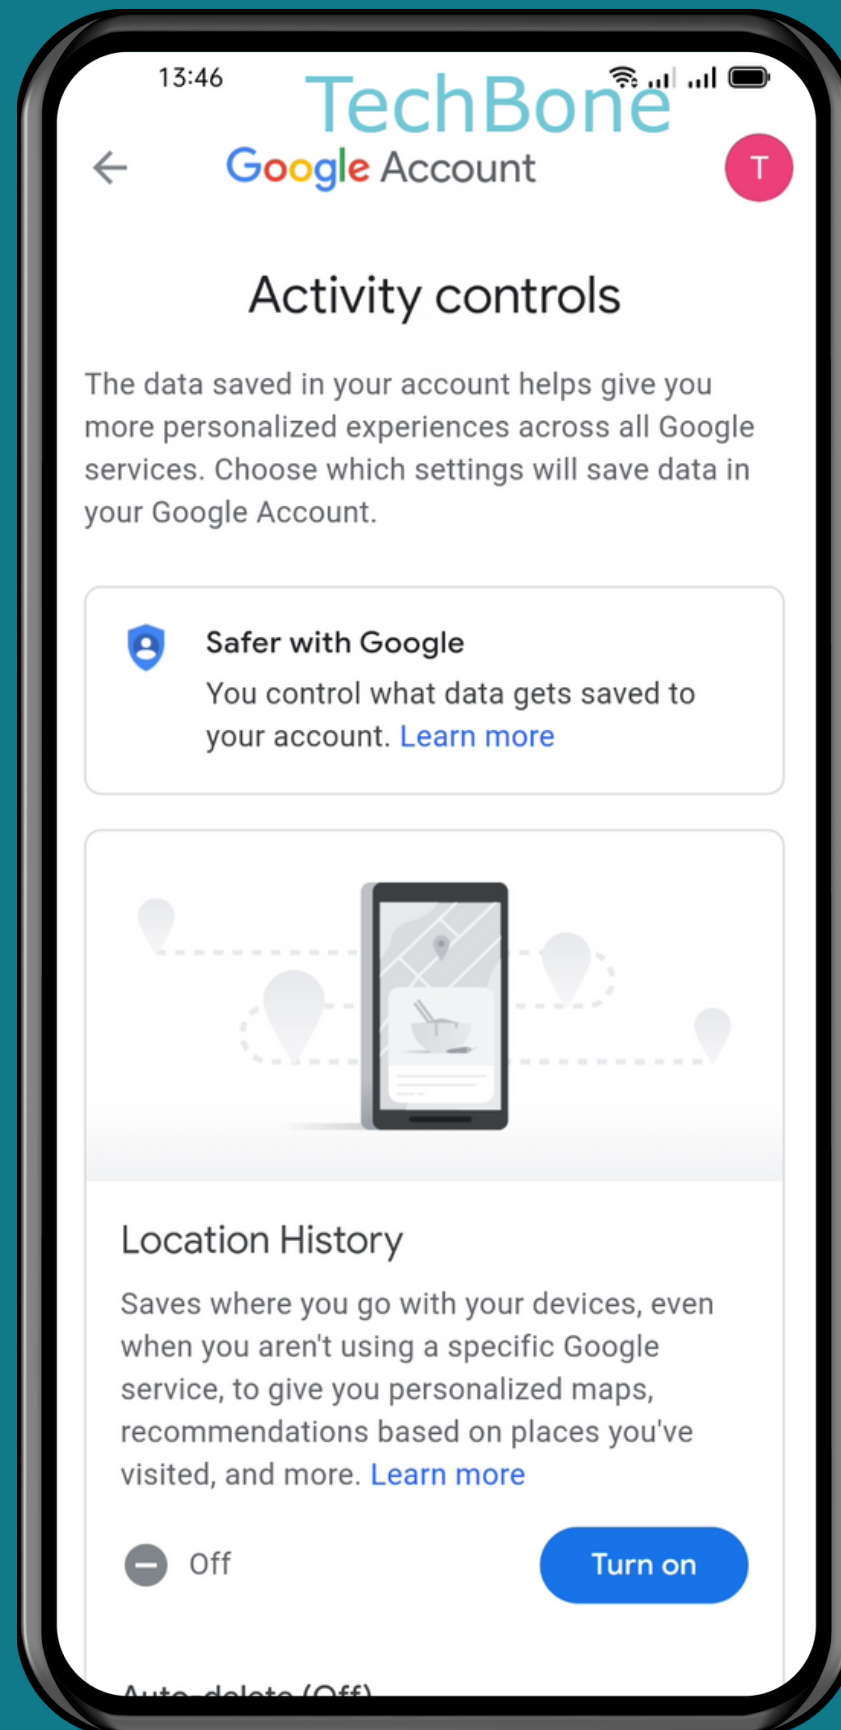 13:46
TechBone
Google Account
T
Activity controls
The data saved in your account helps give you
more personalized experiences across all Google
services. Choose which settings will save data in
your Google Account.
Safer with Google
You control what data gets saved to
your account. Learn more
Location History
Saves where you go with your devices, even
when you aren't using a specific Google
service, to give you personalized maps,
recommendations based on places you've
visited, and more. Learn more
Off
Turn on
Auto-delete (Off)